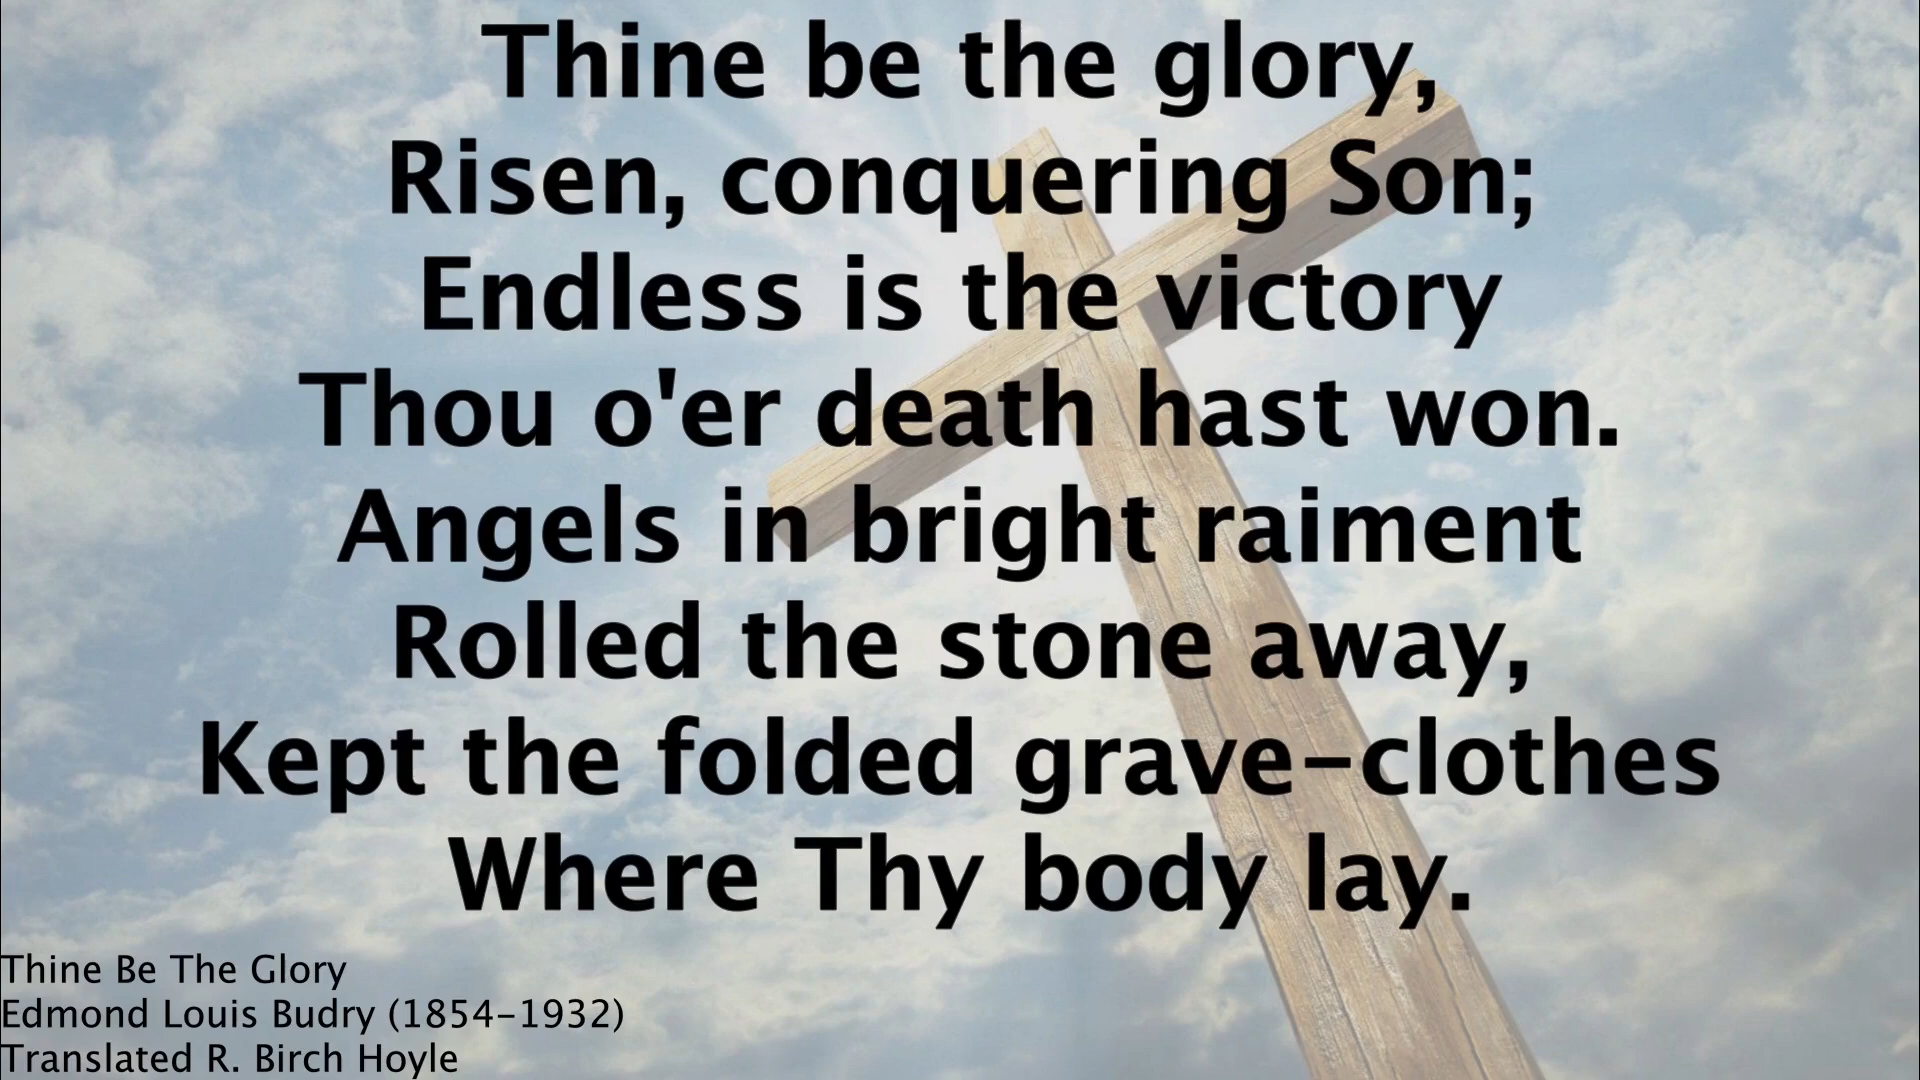 Thine be the glory,
Risen, conquering Son;
Endless is the victory
Thou o'er death hast won.
Angels in bright raiment
Rolled the stone away,
Kept the folded grave-clothes
Where Thy body lay.
Thine Be The Glory
Edmond Louis Budry (1854-1932)
Translated R. Birch Hoyle